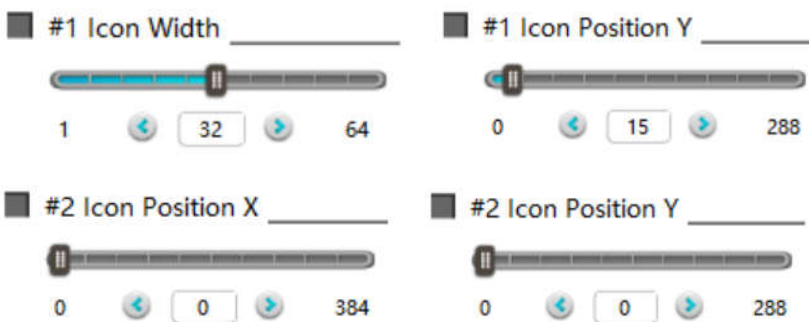 #1 Icon Width
#1 Icon Position Y
1 32 64
0 15 288
#2 Icon Position X
#2 Icon Position Y
0 0 384
0 0 288